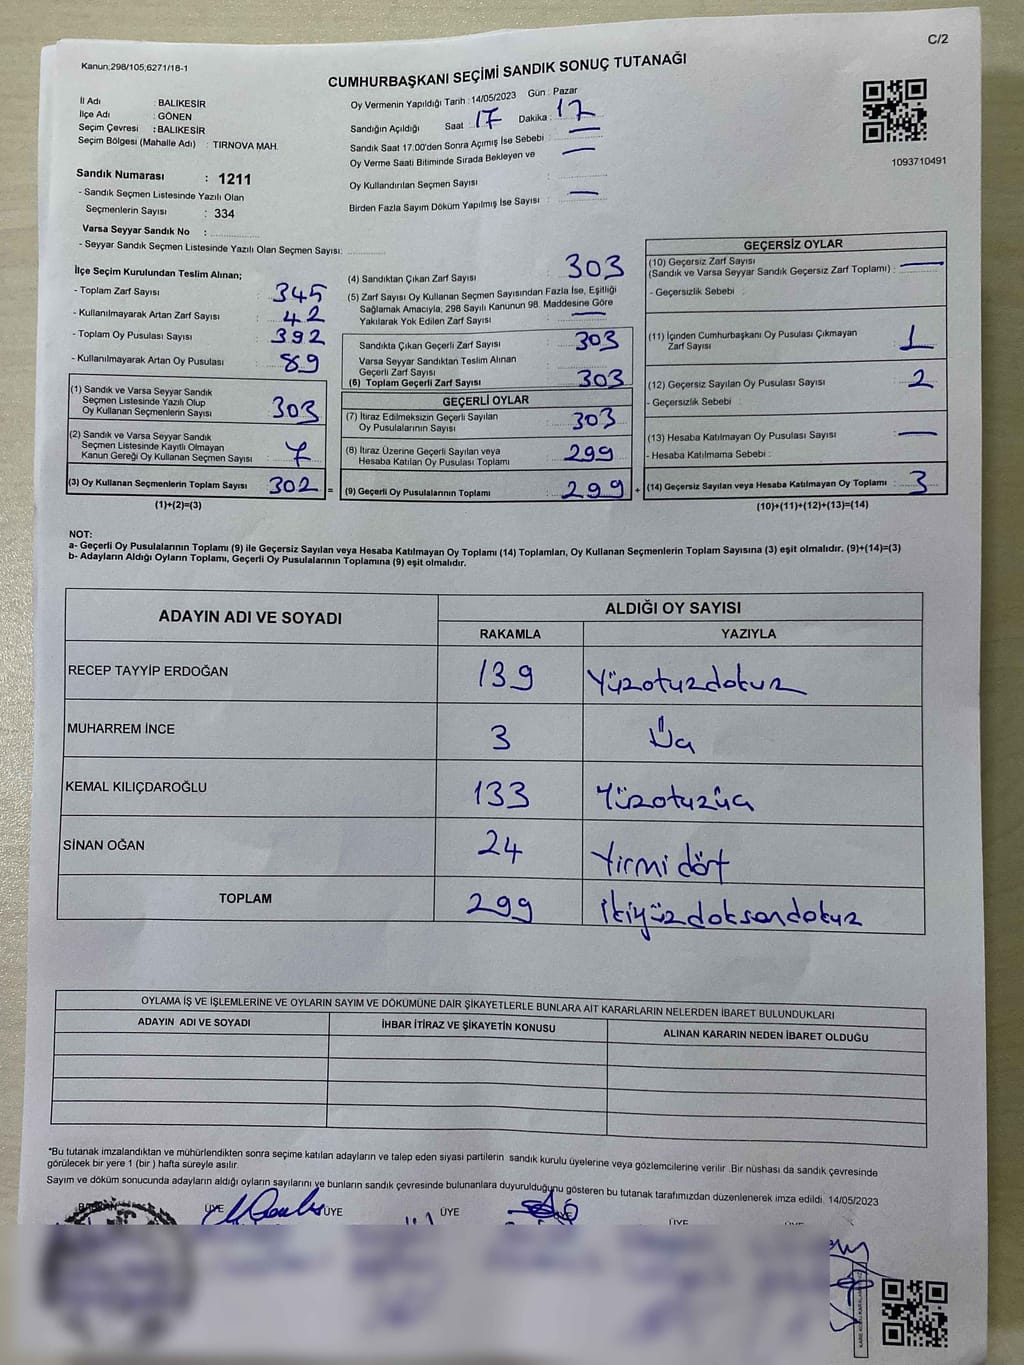 C/2
Kanun;298/105,6271/18-1
CUMHURBAŞKANI SEÇİMİ SANDIK SONUÇ TUTANAĞI
İl Adı : BALIKESİR
İlçe Adı : GÖNEN
Seçim Çevresi : BALIKESİR
Seçim Bölgesi (Mahalle Adı) : TIRNOVA MAH.
Sandık Numarası : 1211
- Sandık Seçmen Listesinde Yazılı Olan
Seçmenlerin Sayısı : 334
Varsa Seyyar Sandık No :
- Seyyar Sandık Seçmen Listesinde Yazılı Olan Seçmen Sayısı:
Oy Vermenin Yapıldığı Tarih : 14/05/2023 Gün : Pazar
Sandığın Açıldığı Saat : 17 Dakika : 17
Sandık Saat 17.00'den Sonra Açımış İse Sebebi : —
Oy Verme Saati Bitiminde Sırada Bekleyen ve —
Oy Kullandırılan Seçmen Sayısı :
Birden Fazla Sayım Döküm Yapılmış İse Sayısı : —
1093710491
İlçe Seçim Kurulundan Teslim Alınan;
- Toplam Zarf Sayısı : 345
- Kullanılmayarak Artan Zarf Sayısı : 42
- Toplam Oy Pusulası Sayısı : 392
- Kullanılmayarak Artan Oy Pusulası : 89
(1) Sandık ve Varsa Seyyar Sandık
Seçmen Listesinde Yazılı Olup
Oy Kullanan Seçmenlerin Sayısı : 303
(2) Sandık ve Varsa Seyyar Sandık
Seçmen Listesinde Kayıtlı Olmayan
Kanun Gereği Oy Kullanan Seçmen Sayısı : 7
(3) Oy Kullanan Seçmenlerin Toplam Sayısı : 302 =
(1)+(2)=(3)
(4) Sandıktan Çıkan Zarf Sayısı : 303
(5) Zarf Sayısı Oy Kullanan Seçmen Sayısından Fazla İse, Eşitliği
Sağlamak Amacıyla, 298 Sayılı Kanunun 98. Maddesine Göre
Yakılarak Yok Edilen Zarf Sayısı : —
Sandıkta Çıkan Geçerli Zarf Sayısı : 303
Varsa Seyyar Sandıktan Teslim Alınan
Geçerli Zarf Sayısı :
(6) Toplam Geçerli Zarf Sayısı : 303
GEÇERLİ OYLAR
(7) İtiraz Edilmeksizin Geçerli Sayılan
Oy Pusulalarının Sayısı : 303
(8) İtiraz Üzerine Geçerli Sayılan veya
Hesaba Katılan Oy Pusulası Toplamı : 299
(9) Geçerli Oy Pusulalarının Toplamı : 299 +
GEÇERSİZ OYLAR
(10) Geçersiz Zarf Sayısı
(Sandık ve Varsa Seyyar Sandık Geçersiz Zarf Toplamı) : —
- Geçersizlik Sebebi :
(11) İçinden Cumhurbaşkanı Oy Pusulası Çıkmayan
Zarf Sayısı : 1
(12) Geçersiz Sayılan Oy Pusulası Sayısı : 2
- Geçersizlik Sebebi :
(13) Hesaba Katılmayan Oy Pusulası Sayısı : —
- Hesaba Katılmama Sebebi :
(14) Geçersiz Sayılan veya Hesaba Katılmayan Oy Toplamı : 3
(10)+(11)+(12)+(13)=(14)
NOT:
a- Geçerli Oy Pusulalarının Toplamı (9) ile Geçersiz Sayılan veya Hesaba Katılmayan Oy Toplamı (14) Toplamları, Oy Kullanan Seçmenlerin Toplam Sayısına (3) eşit olmalıdır. (9)+(14)=(3)
b- Adayların Aldığı Oyların Toplamı, Geçerli Oy Pusulalarının Toplamına (9) eşit olmalıdır.
ADAYIN ADI VE SOYADI ALDIĞI OY SAYISI
RAKAMLA YAZIYLA
RECEP TAYYİP ERDOĞAN 139 Yüzotuzdokuz
MUHARREM İNCE 3 Üç
KEMAL KILIÇDAROĞLU 133 Yüzotuzüç
SİNAN OĞAN 24 Yirmi dört
TOPLAM 299 İkiyüzdoksandokuz
OYLAMA İŞ VE İŞLEMLERİNE VE OYLARIN SAYIM VE DÖKÜMÜNE DAİR ŞİKAYETLERLE BUNLARA AİT KARARLARIN NELERDEN İBARET BULUNDUKLARI
ADAYIN ADI VE SOYADI İHBAR İTİRAZ VE ŞİKAYETİN KONUSU ALINAN KARARIN NEDEN İBARET OLDUĞU
*Bu tutanak imzalandıktan ve mühürlendikten sonra seçime katılan adayların ve talep eden siyasi partilerin sandık kurulu üyelerine veya gözlemcilerine verilir .Bir nüshası da sandık çevresinde
görülecek bir yere 1 (bir ) hafta süreyle asılır.
Sayım ve döküm sonucunda adayların aldığı oyların sayılarını ve bunların sandık çevresinde bulunanlara duyurulduğunu gösteren bu tutanak tarafımızdan düzenlenerek imza edildi. 14/05/2023
BAŞKAN ÜYE ÜYE ÜYE ÜYE ÜYE ÜYE